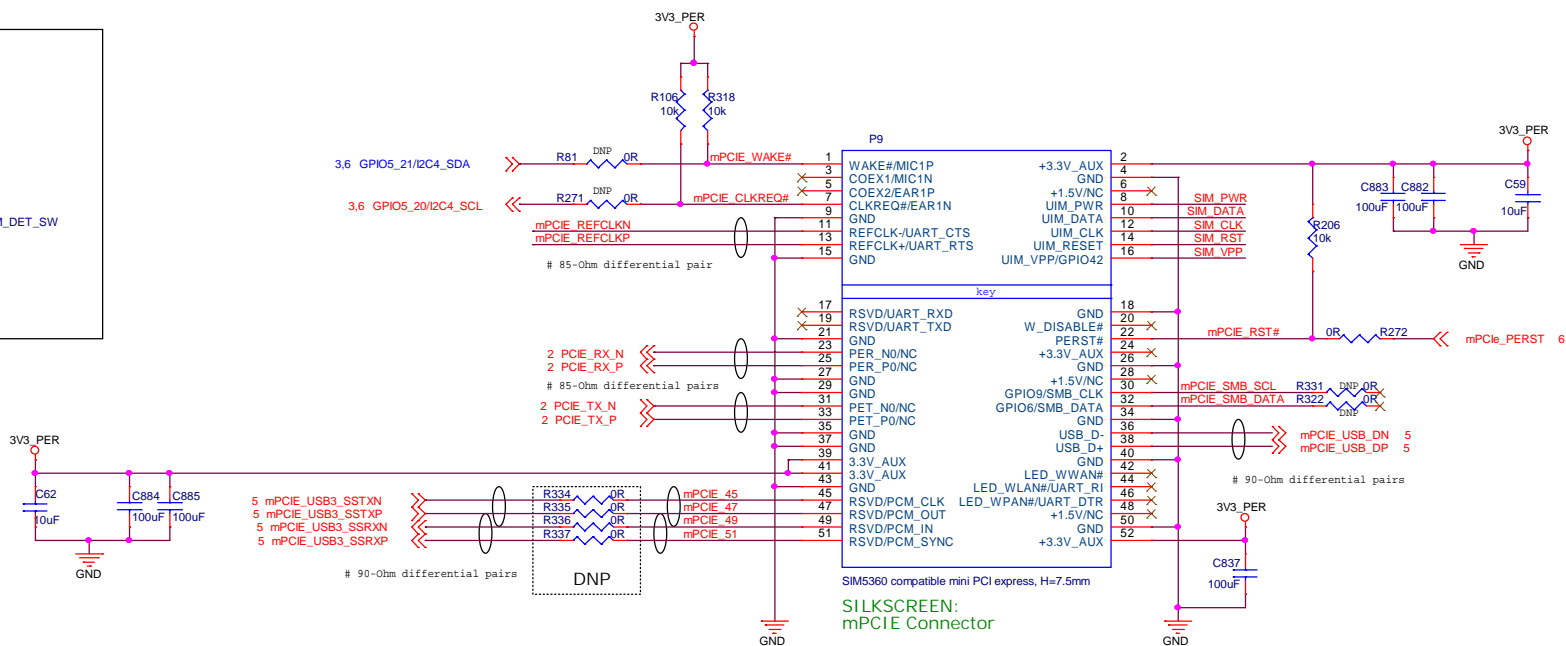 3V3_PER
R106
10k
R318
10k
M_DET_SW
3,6 GPIO5_21/I2C4_SDA
R81
DNP
0R
mPCIE_WAKE#
3,6 GPIO5_20/I2C4_SCL
R271
DNP
0R
mPCIE_CLKREQ#
mPCIE_REFCLKN
mPCIE_REFCLKP
# 85-Ohm differential pair
2 PCIE_RX_N
2 PCIE_RX_P
# 85-Ohm differential pairs
2 PCIE_TX_N
2 PCIE_TX_P
3V3_PER
C62
10uF
C884
100uF
C885
100uF
GND
5 mPCIE_USB3_SSTXN
5 mPCIE_USB3_SSTXP
5 mPCIE_USB3_SSRXN
5 mPCIE_USB3_SSRXP
# 90-Ohm differential pairs
R334 0R mPCIE_45
R335 0R mPCIE_47
R336 0R mPCIE_49
R337 0R mPCIE_51
DNP
P9
1 WAKE#/MIC1P
3 COEX1/MIC1N
5 COEX2/EAR1P
7 CLKREQ#/EAR1N
9 GND
11 REFCLK-/UART_CTS
13 REFCLK+/UART_RTS
15 GND
+3.3V_AUX 2
GND 4
+1.5V/NC 6
UIM_PWR 8 SIM_PWR
UIM_DATA 10 SIM_DATA
UIM_CLK 12 SIM_CLK
UIM_RESET 14 SIM_RST
UIM_VPP/GPIO42 16 SIM_VPP
key
17 RSVD/UART_RXD
19 RSVD/UART_TXD
21 GND
23 PER_N0/NC
25 PER_P0/NC
27 GND
29 GND
31 PET_N0/NC
33 PET_P0/NC
35 GND
37 GND
39 3.3V_AUX
41 3.3V_AUX
43 GND
45 RSVD/PCM_CLK
47 RSVD/PCM_OUT
49 RSVD/PCM_IN
51 RSVD/PCM_SYNC
GND 18
W_DISABLE# 20
PERST# 22
+3.3V_AUX 24
GND 26
+1.5V/NC 28
GPIO9/SMB_CLK 30
GPIO6/SMB_DATA 32
GND 34
USB_D- 36
USB_D+ 38
GND 40
LED_WWAN# 42
LED_WLAN#/UART_RI 44
LED_WPAN#/UART_DTR 46
+1.5V/NC 48
GND 50
+3.3V_AUX 52
SIM5360 compatible mini PCI express, H=7.5mm
SILKSCREEN:
mPCIE Connector
GND
GND
3V3_PER
C883
100uF
C882
100uF
C59
10uF
GND
R206
10k
mPCIE_RST#
0R R272
mPCIe_PERST 6
mPCIE_SMB_SCL R331 DNP 0R
mPCIE_SMB_DATA R322 0R
DNP
mPCIE_USB_DN 5
mPCIE_USB_DP 5
# 90-Ohm differential pairs
3V3_PER
C837
100uF